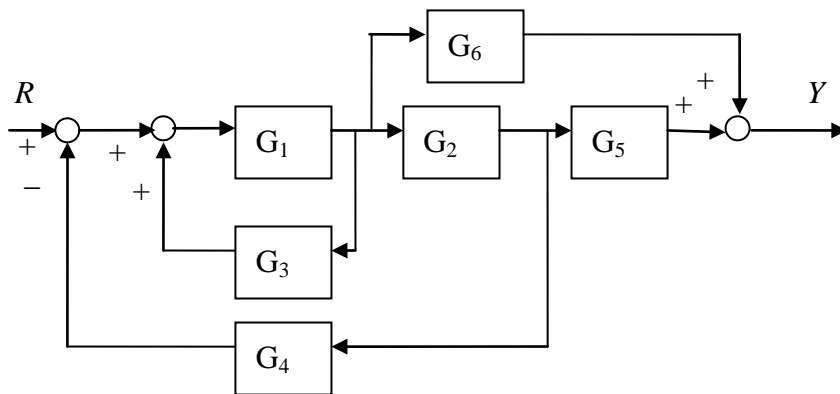 G₆
R
+
+
Y
G₁
G₂
G₅
+
+
−
+
G₃
G₄